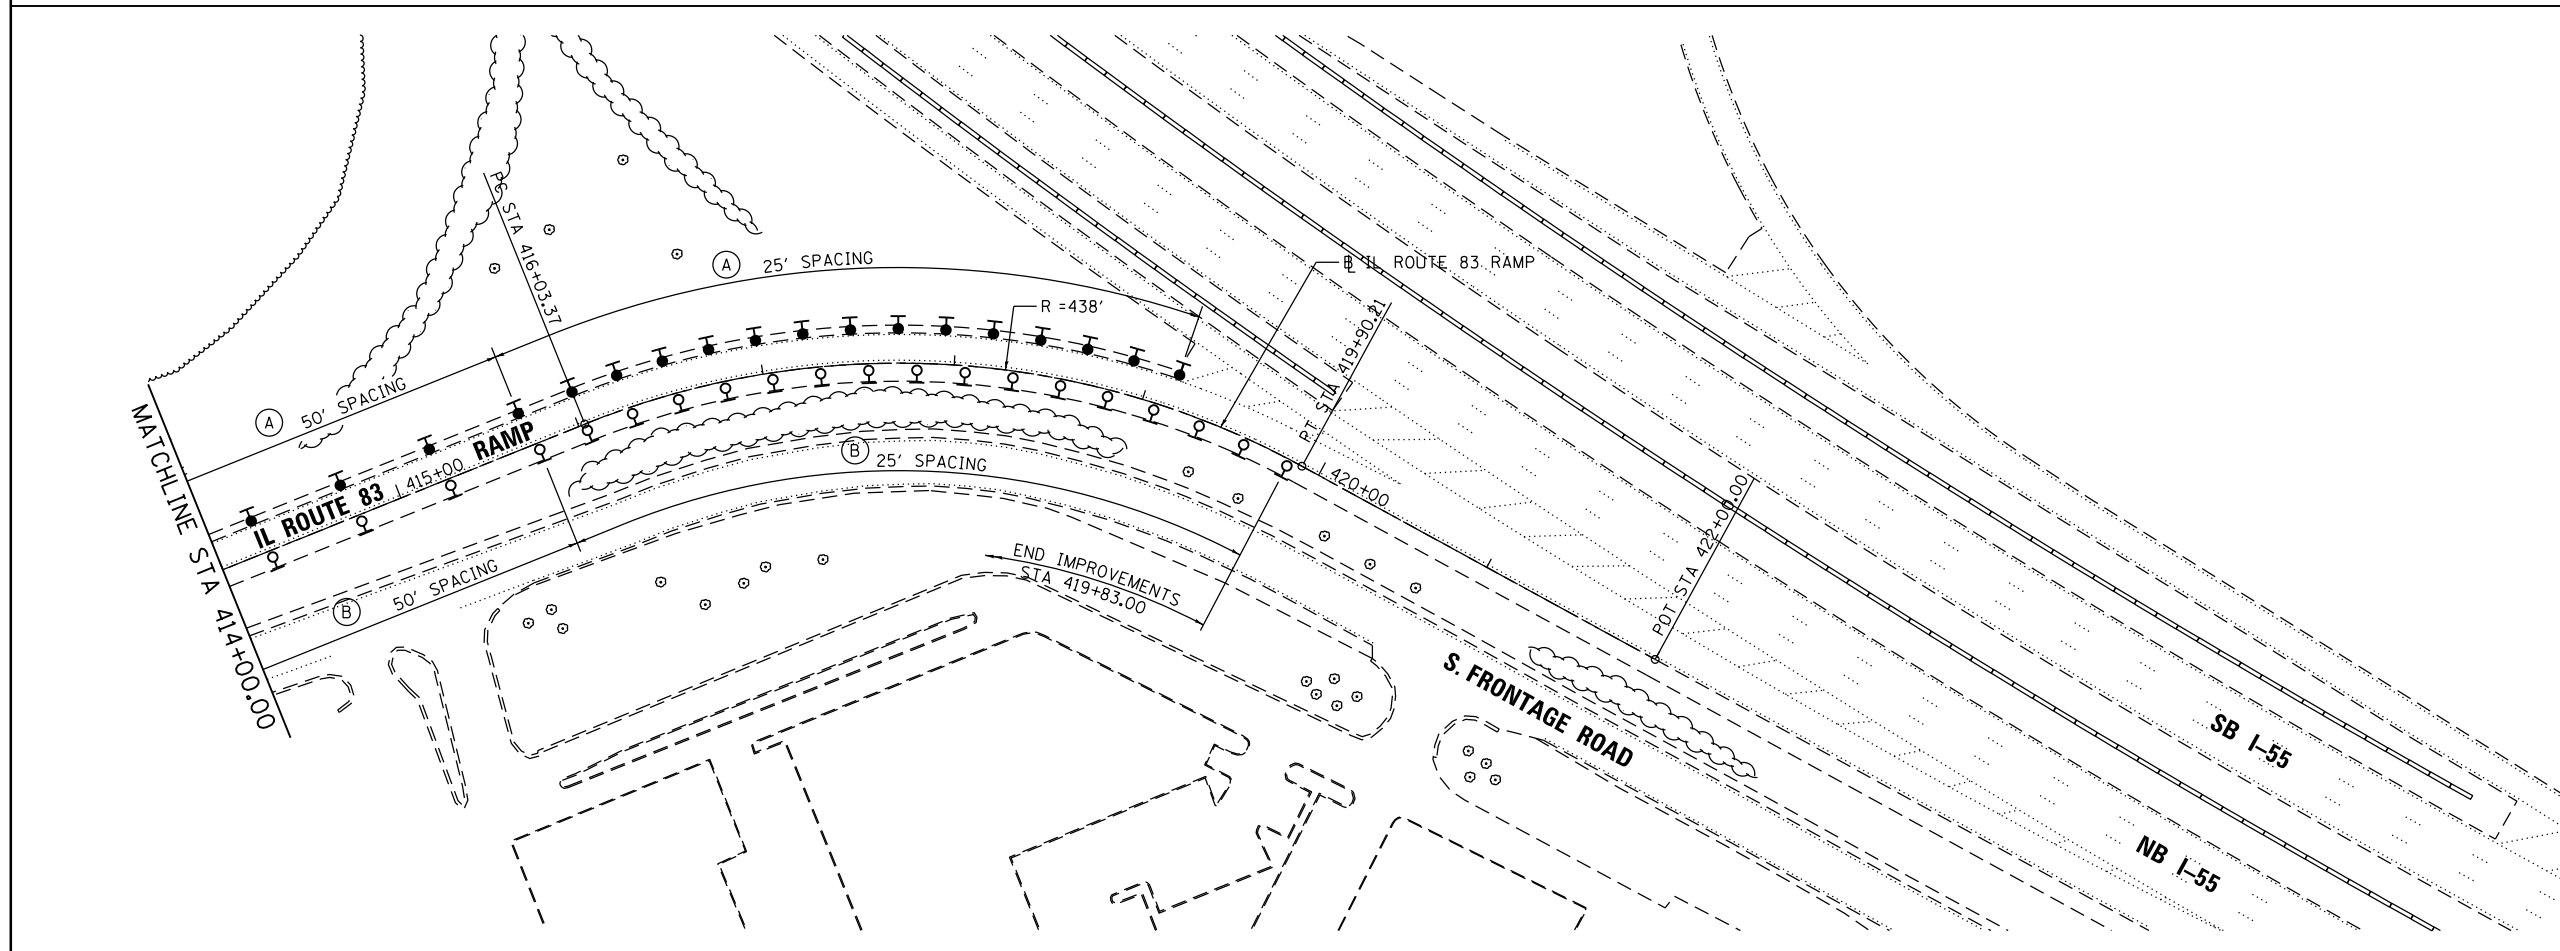 PC STA 416+03.37
A
25' SPACING
R =438'
B IL ROUTE 83 RAMP
PT STA 419+90.21
A
50' SPACING
MATCHLINE STA 414+00.00
IL ROUTE 83 RAMP
415+00
B
25' SPACING
420+00
POT STA 422+00.00
END IMPROVEMENTS
STA 419+83.00
B
50' SPACING
S. FRONTAGE ROAD
SB I-55
NB I-55